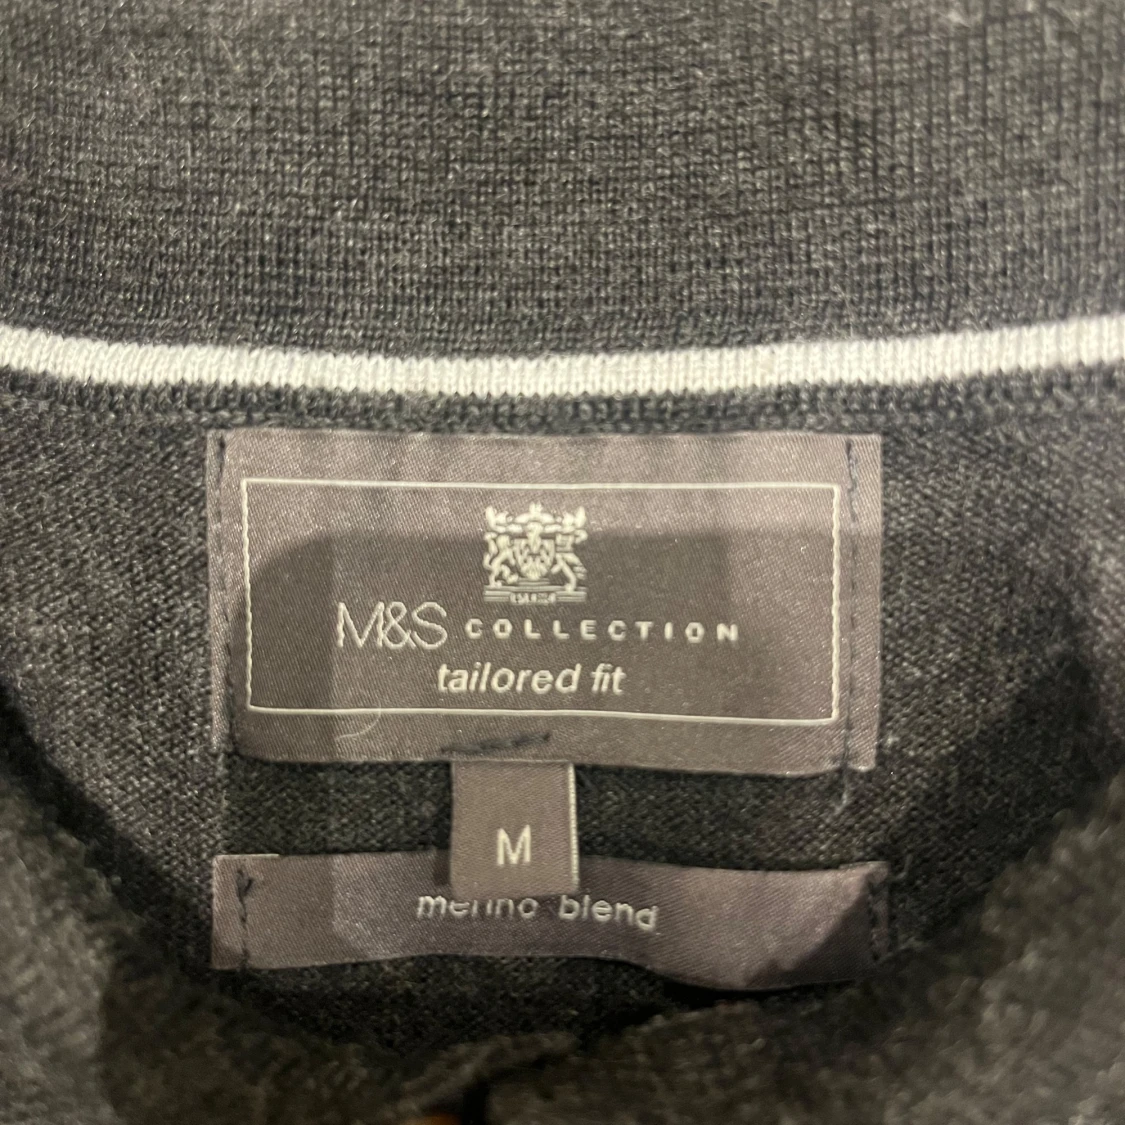 M&S COLLECTION
tailored fit
M
merino blend